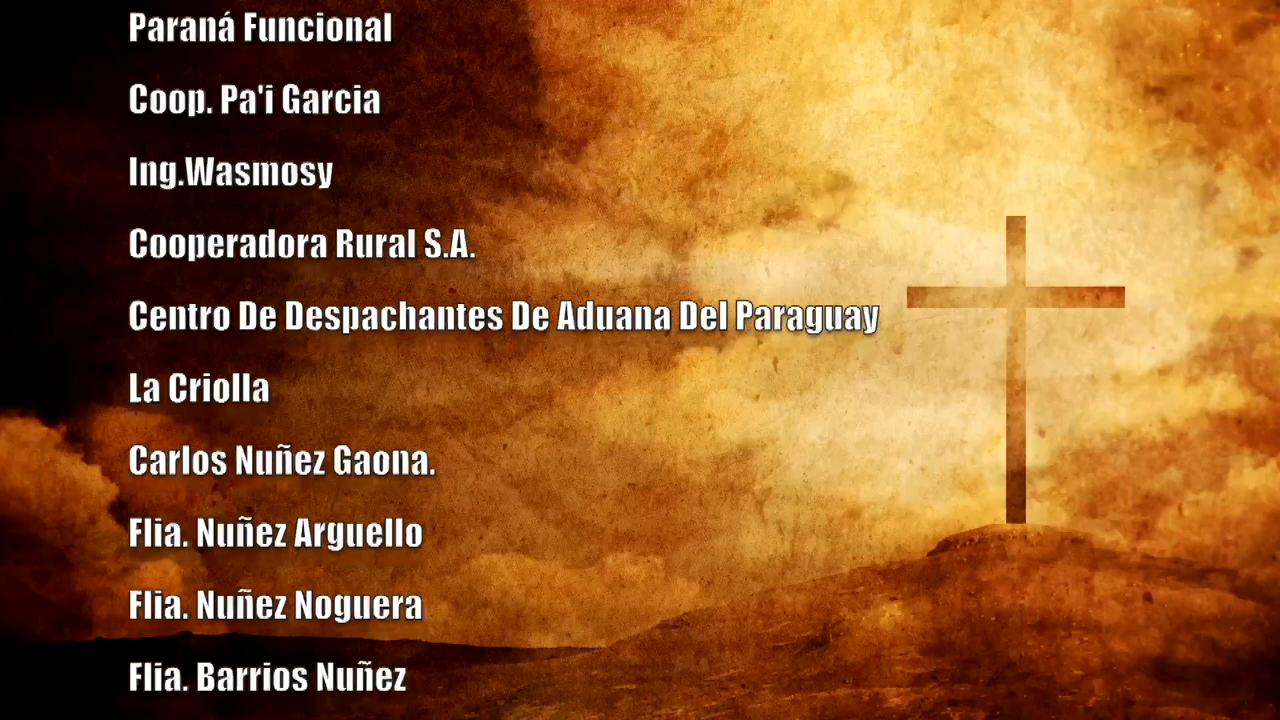 Paraná Funcional
Coop. Pa'i Garcia
Ing.Wasmosy
Cooperadora Rural S.A.
Centro De Despachantes De Aduana Del Paraguay
La Criolla
Carlos Nuñez Gaona.
Flia. Nuñez Arguello
Flia. Nuñez Noguera
Flia. Barrios Nuñez